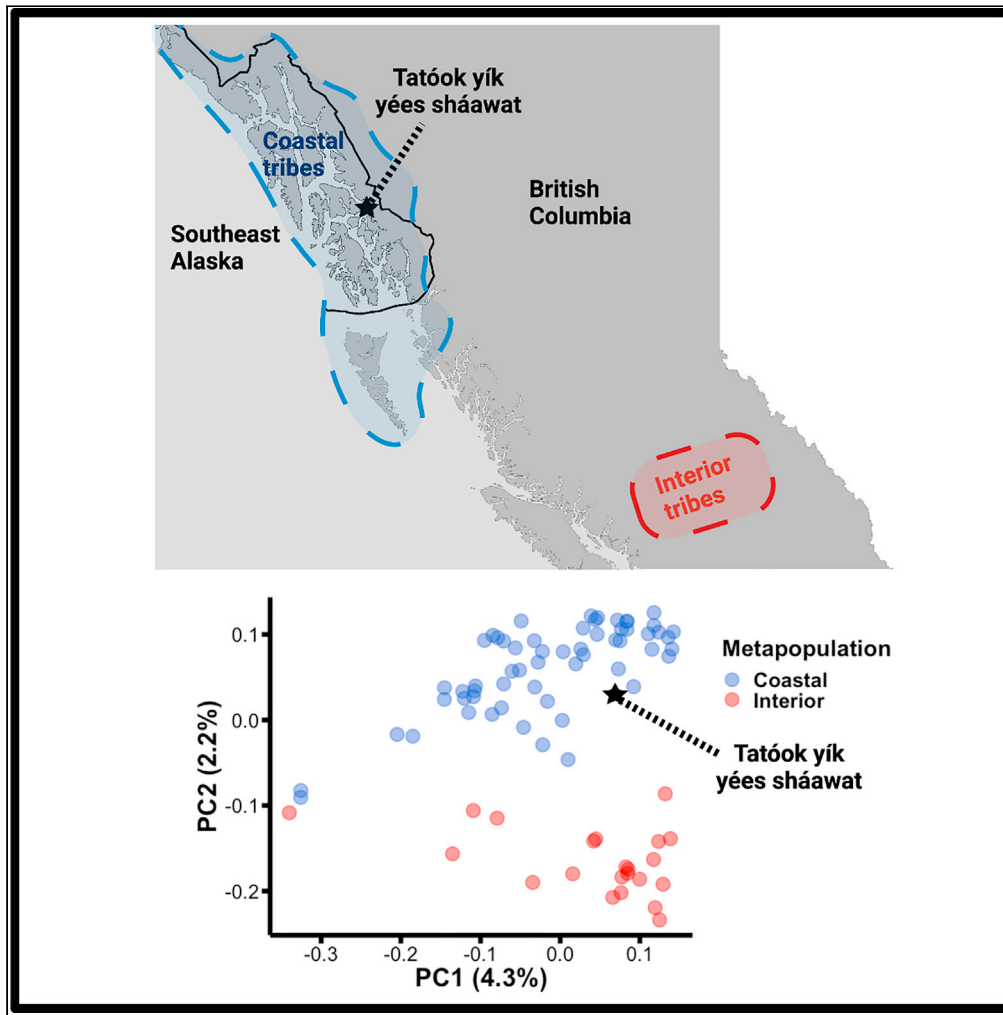 Tatóok yík
yées sháawat
Coastal
tribes
British
Columbia
Southeast
Alaska
Interior
tribes
0.1
0.0
-0.1
-0.2
PC2 (2.2%)
Metapopulation
Coastal
Interior
Tatóok yík
yées sháawat
-0.3
-0.2
-0.1
0.0
0.1
PC1 (4.3%)